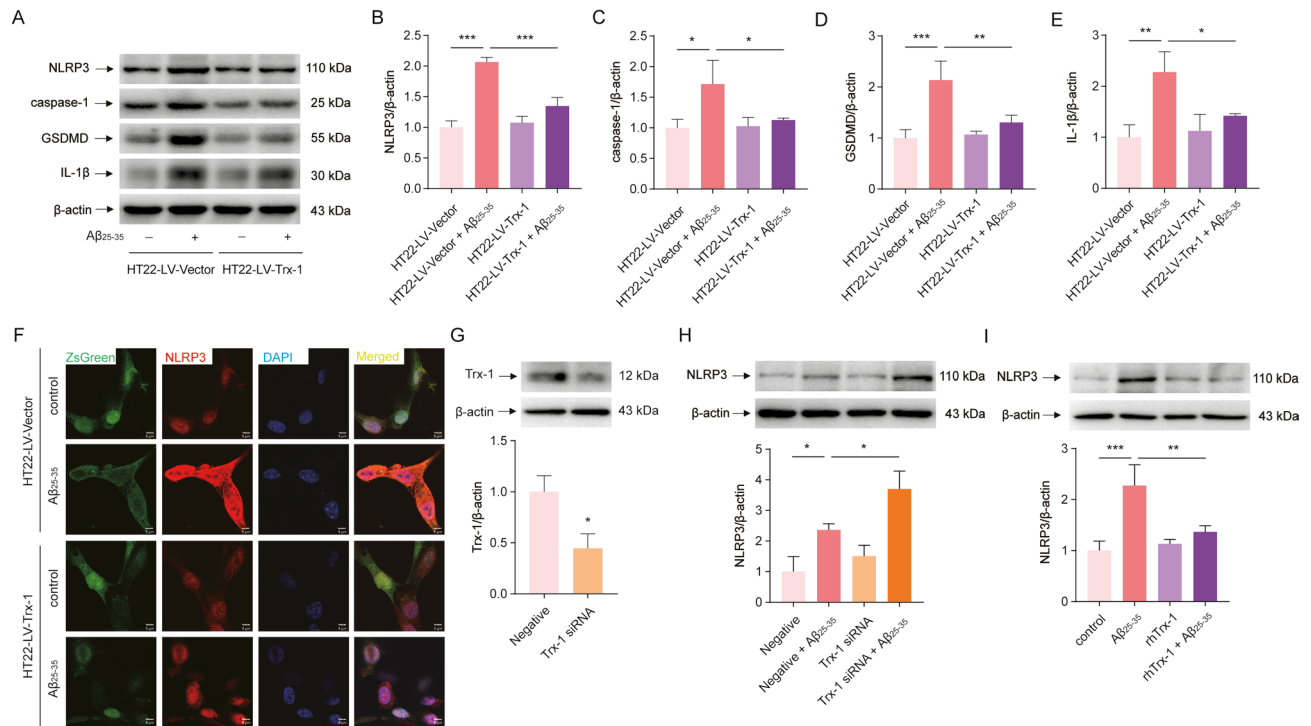 A
NLRP3
110 kDa
caspase-1
25 kDa
GSDMD
55 kDa
IL-1β
30 kDa
β-actin
43 kDa
Aβ25-35 – + – +
HT22-LV-Vector HT22-LV-Trx-1
B
*** ***
NLRP3/β-actin
2.5
2.0
1.5
1.0
0.5
0.0
HT22-LV-Vector
HT22-LV-Vector + Aβ25-35
HT22-LV-Trx-1
HT22-LV-Trx-1 + Aβ25-35
C
* *
caspase-1/β-actin
2.5
2.0
1.5
1.0
0.5
0.0
HT22-LV-Vector
HT22-LV-Vector + Aβ25-35
HT22-LV-Trx-1
HT22-LV-Trx-1 + Aβ25-35
D
*** **
GSDMD/β-actin
3
2
1
0
HT22-LV-Vector
HT22-LV-Vector + Aβ25-35
HT22-LV-Trx-1
HT22-LV-Trx-1 + Aβ25-35
E
** *
IL-1β/β-actin
3
2
1
0
HT22-LV-Vector
HT22-LV-Vector + Aβ25-35
HT22-LV-Trx-1
HT22-LV-Trx-1 + Aβ25-35
F
ZsGreen NLRP3 DAPI Merged
HT22-LV-Vector
control
Aβ25-35
HT22-LV-Trx-1
control
Aβ25-35
G
Trx-1
12 kDa
β-actin
43 kDa
Trx-1/β-actin
1.5
1.0
0.5
0.0
*
Negative
Trx-1 siRNA
H
NLRP3
110 kDa
β-actin
43 kDa
* *
NLRP3/β-actin
5
4
3
2
1
0
Negative
Negative + Aβ25-35
Trx-1 siRNA
Trx-1 siRNA + Aβ25-35
I
NLRP3
110 kDa
β-actin
43 kDa
*** **
NLRP3/β-actin
3
2
1
0
control
Aβ25-35
rhTrx-1
rhTrx-1 + Aβ25-35